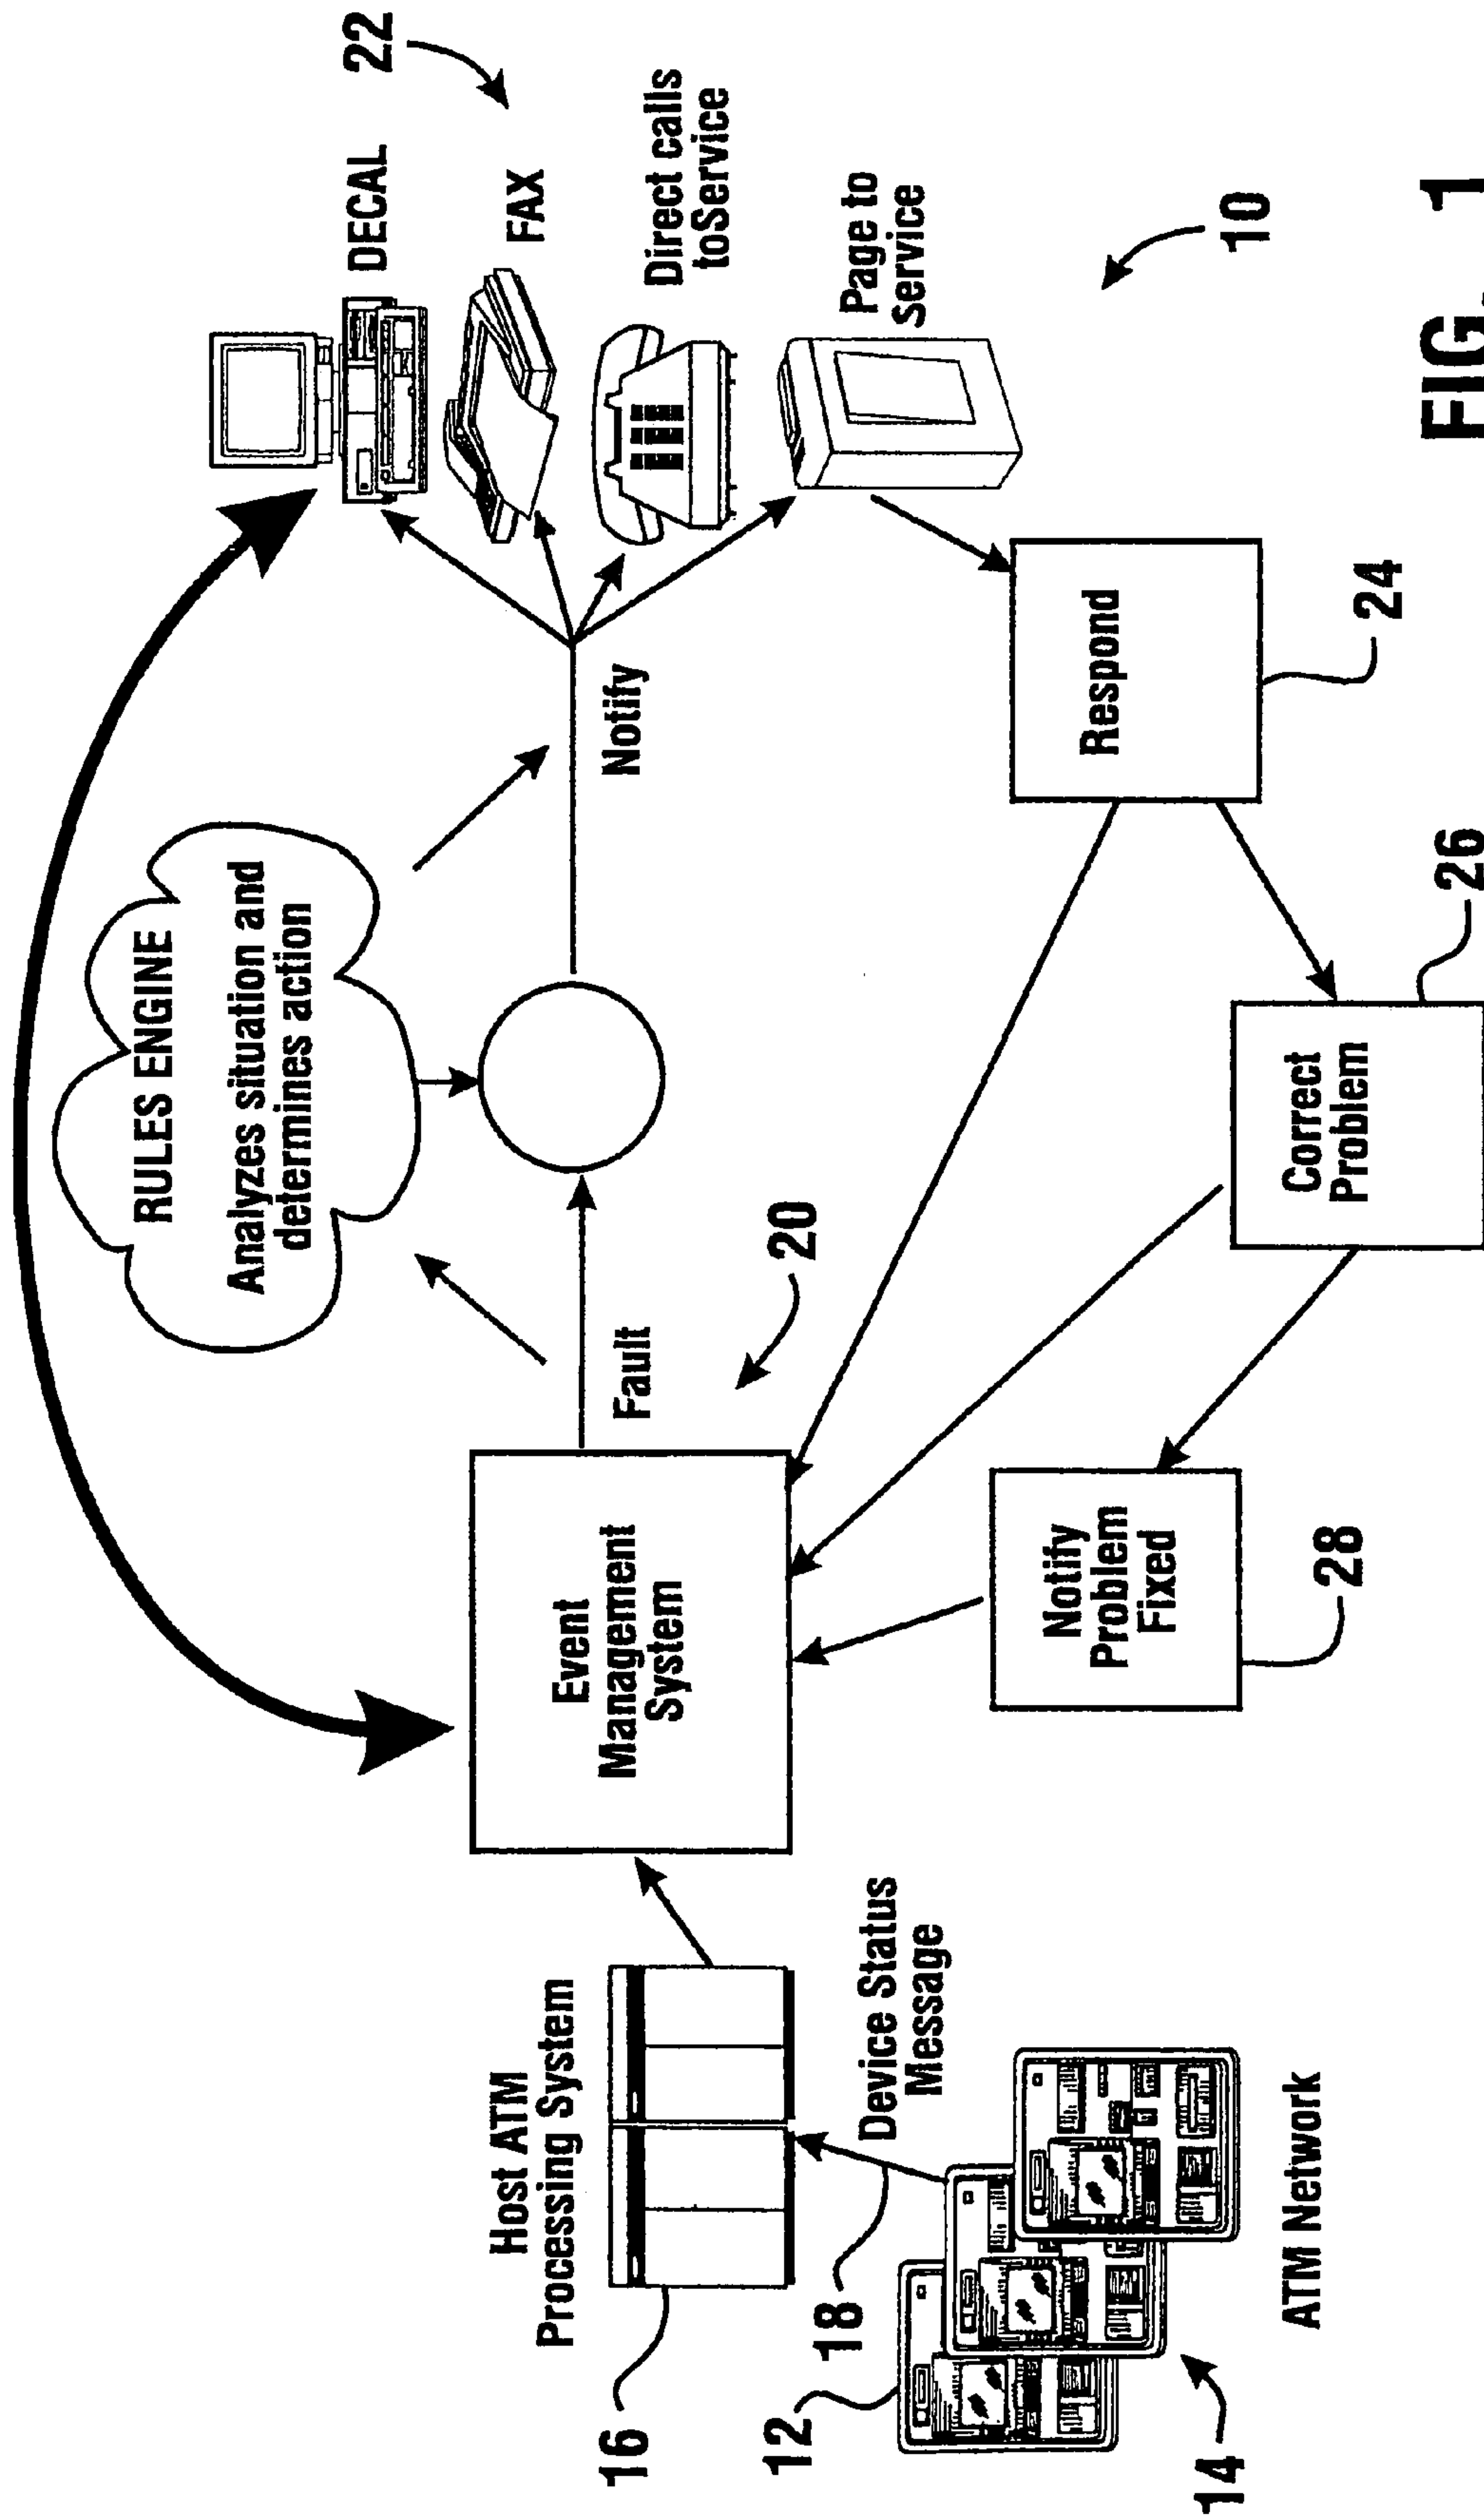 RULES ENGINE
Analyzes situation and
determines action
DECAL
22
FAX
Direct calls
toService
Page to
service
10
Notify
Fault
20
Event
Management
System
Host ATM
Processing System
16
Device Status
Message
18
12
14
ATM Network
Respond
24
Correct
Problem
26
Notify
Problem
Fixed
28
FIG. 1